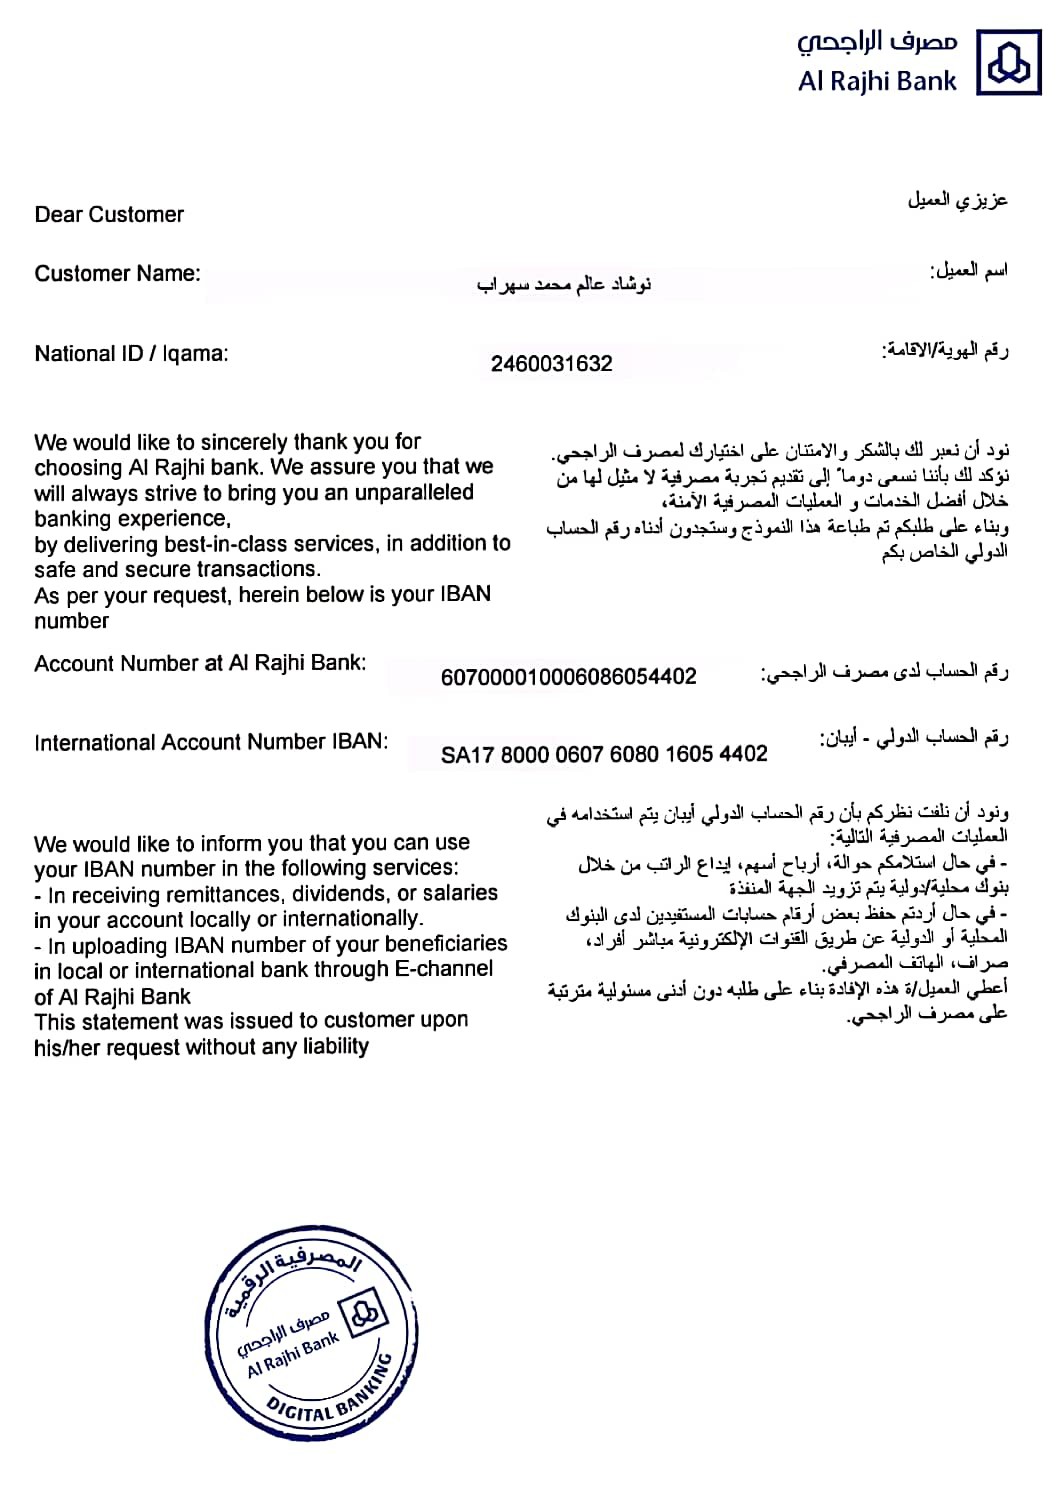 مصرف الراجحي
Al Rajhi Bank
عزيزي العميل
Dear Customer
Customer Name:
نوشاد عالم محمد سهراب
اسم العميل:
National ID / Iqama:
2460031632
رقم الهوية/الاقامة:
We would like to sincerely thank you for
choosing Al Rajhi bank. We assure you that we
will always strive to bring you an unparalleled
banking experience,
by delivering best-in-class services, in addition to
safe and secure transactions.
As per your request, herein below is your IBAN
number
نود أن نعبر لك بالشكر والامتنان على اختيارك لمصرف الراجحي.
نؤكد لك بأننا نسعى دوماً إلى تقديم تجربة مصرفية لا مثيل لها من
خلال أفضل الخدمات و العمليات المصرفية الآمنة،
وبناء على طلبكم تم طباعة هذا النموذج وستجدون أدناه رقم الحساب
الدولي الخاص بكم
Account Number at Al Rajhi Bank:
607000010006086054402
رقم الحساب لدى مصرف الراجحي:
International Account Number IBAN:
SA17 8000 0607 6080 1605 4402
رقم الحساب الدولي - أيبان:
We would like to inform you that you can use
your IBAN number in the following services:
- In receiving remittances, dividends, or salaries
in your account locally or internationally.
- In uploading IBAN number of your beneficiaries
in local or international bank through E-channel
of Al Rajhi Bank
This statement was issued to customer upon
his/her request without any liability
ونود أن نلفت نظركم بأن رقم الحساب الدولي أيبان يتم استخدامه في
العمليات المصرفية التالية:
- في حال استلامكم حوالة، أرباح أسهم، إيداع الراتب من خلال
بنوك محلية/دولية يتم تزويد الجهة المنفذة
- في حال أردتم حفظ بعض أرقام حسابات المستفيدين لدى البنوك
المحلية أو الدولية عن طريق القنوات الإلكترونية مباشر أفراد،
صراف، الهاتف المصرفي.
أعطي العميل/ة هذه الإفادة بناء على طلبه دون أدنى مسئولية مترتبة
على مصرف الراجحي.
المصرفية الرقمية
مصرف الراجحي
Al Rajhi Bank
DIGITAL BANKING